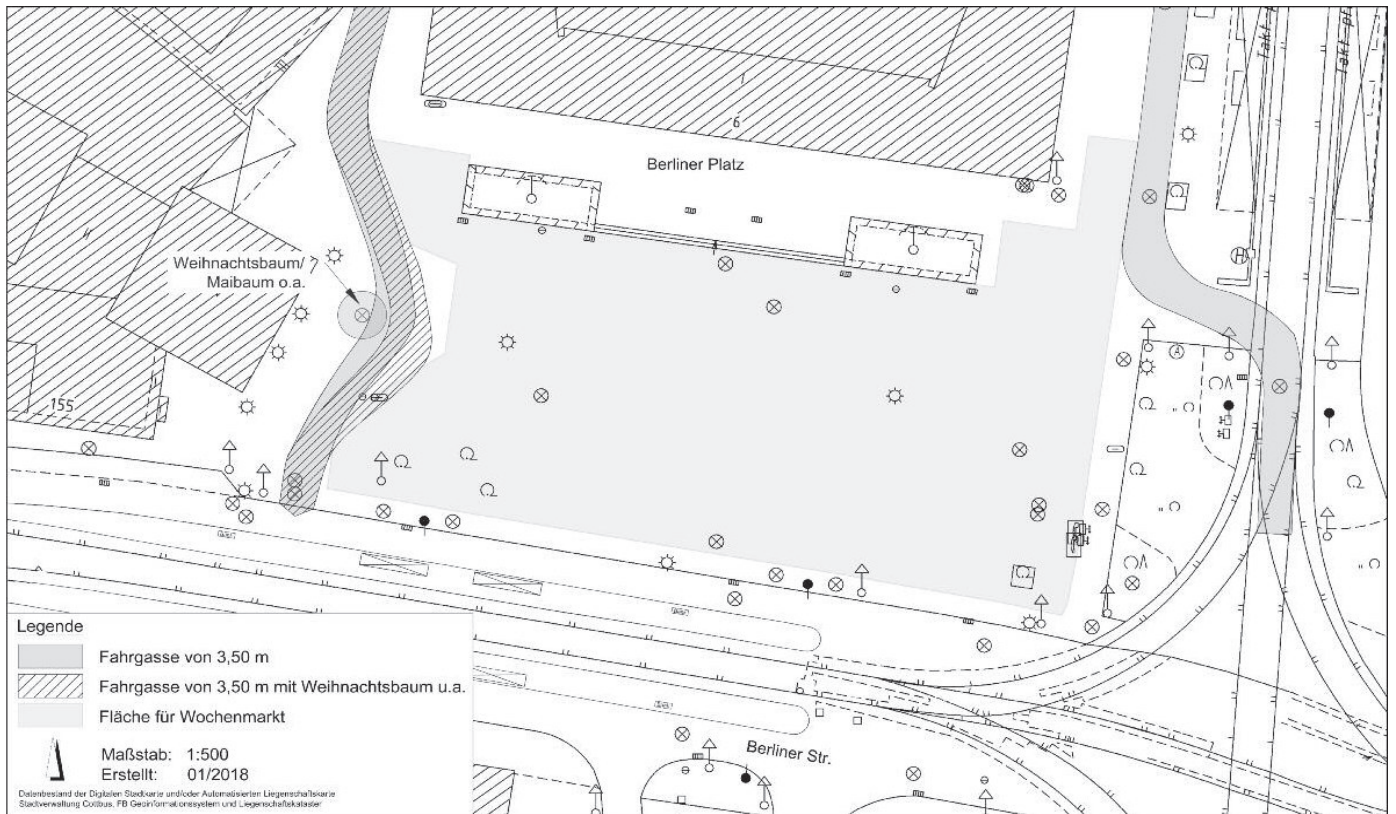 Takt
Takt
6
Berliner Platz
H
Weihnachtsbaum/
Maibaum o.a.
A
155
Berliner Str.
Legende
Fahrgasse von 3,50 m
Fahrgasse von 3,50 m mit Weihnachtsbaum u.a.
Fläche für Wochenmarkt
Maßstab: 1:500
Erstellt: 01/2018
Datenbestand der Digitalen Stadtkarte und/oder Automatisierten Liegenschaftskarte
Stadtverwaltung Cottbus, FB Geoinformationssystem und Liegenschaftskataster